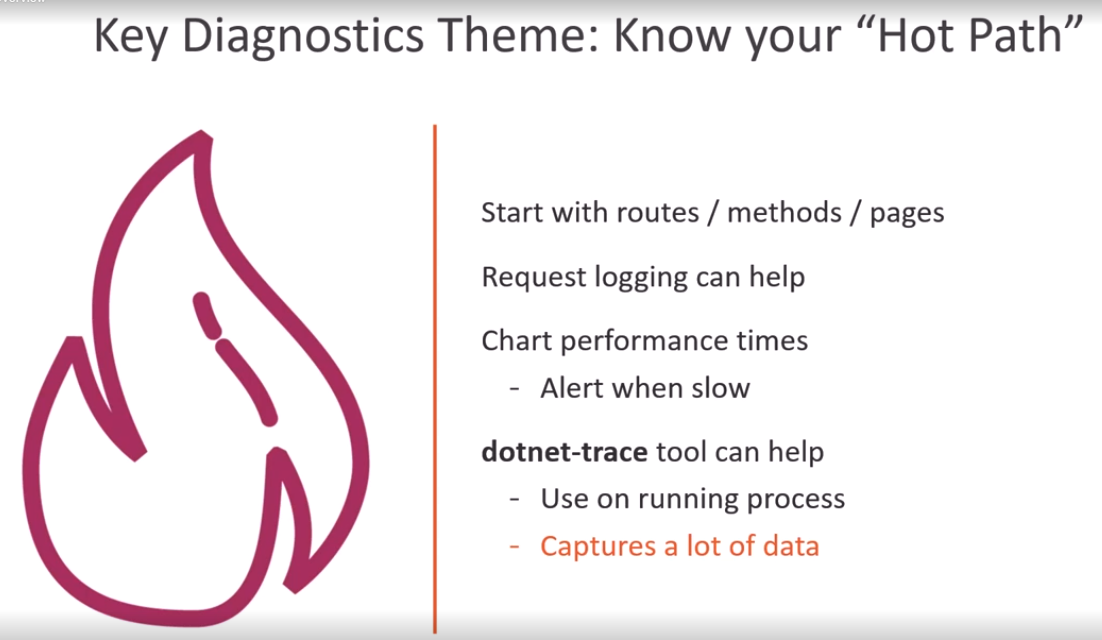 Key Diagnostics Theme: Know your “Hot Path”
Start with routes / methods / pages
Request logging can help
Chart performance times
- Alert when slow
dotnet-trace tool can help
- Use on running process
- Captures a lot of data